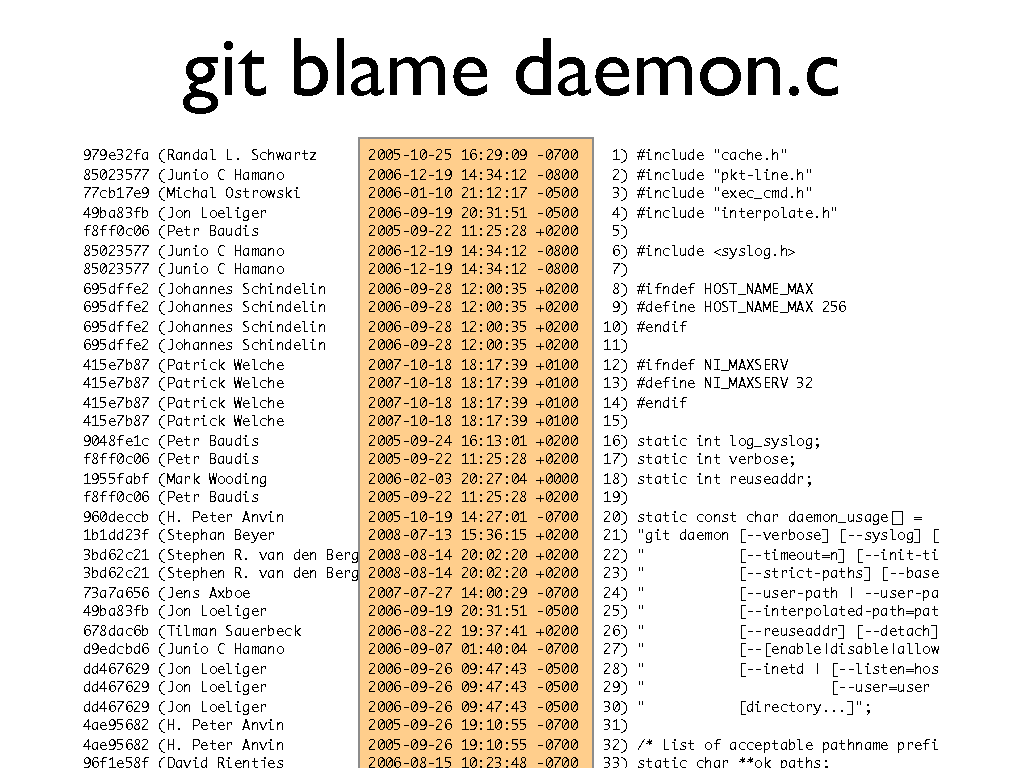 git blame daemon.c
979e32fa (Randal L. Schwartz 2005-10-25 16:29:09 -0700 1) #include "cache.h"
85023577 (Junio C Hamano 2006-12-19 14:34:12 -0800 2) #include "pkt-line.h"
77cb17e9 (Michal Ostrowski 2006-01-10 21:12:17 -0500 3) #include "exec_cmd.h"
49ba83fb (Jon Loeliger 2006-09-19 20:31:51 -0500 4) #include "interpolate.h"
f8ff0c06 (Petr Baudis 2005-09-22 11:25:28 +0200 5)
85023577 (Junio C Hamano 2006-12-19 14:34:12 -0800 6) #include <syslog.h>
85023577 (Junio C Hamano 2006-12-19 14:34:12 -0800 7)
695dffe2 (Johannes Schindelin 2006-09-28 12:00:35 +0200 8) #ifndef HOST_NAME_MAX
695dffe2 (Johannes Schindelin 2006-09-28 12:00:35 +0200 9) #define HOST_NAME_MAX 256
695dffe2 (Johannes Schindelin 2006-09-28 12:00:35 +0200 10) #endif
695dffe2 (Johannes Schindelin 2006-09-28 12:00:35 +0200 11)
415e7b87 (Patrick Welche 2007-10-18 18:17:39 +0100 12) #ifndef NI_MAXSERV
415e7b87 (Patrick Welche 2007-10-18 18:17:39 +0100 13) #define NI_MAXSERV 32
415e7b87 (Patrick Welche 2007-10-18 18:17:39 +0100 14) #endif
415e7b87 (Patrick Welche 2007-10-18 18:17:39 +0100 15)
9048fe1c (Petr Baudis 2005-09-24 16:13:01 +0200 16) static int log_syslog;
f8ff0c06 (Petr Baudis 2005-09-22 11:25:28 +0200 17) static int verbose;
1955fabf (Mark Wooding 2006-02-03 20:27:04 +0000 18) static int reuseaddr;
f8ff0c06 (Petr Baudis 2005-09-22 11:25:28 +0200 19)
960deccb (H. Peter Anvin 2005-10-19 14:27:01 -0700 20) static const char daemon_usage[] =
1b1dd23f (Stephan Beyer 2008-07-13 15:36:15 +0200 21) "git daemon [--verbose] [--syslog] [
3bd62c21 (Stephen R. van den Berg 2008-08-14 20:02:20 +0200 22) " [--timeout=n] [--init-ti
3bd62c21 (Stephen R. van den Berg 2008-08-14 20:02:20 +0200 23) " [--strict-paths] [--base
73a7a656 (Jens Axboe 2007-07-27 14:00:29 -0700 24) " [--user-path | --user-pa
49ba83fb (Jon Loeliger 2006-09-19 20:31:51 -0500 25) " [--interpolated-path=pat
678dac6b (Tilman Sauerbeck 2006-08-22 19:37:41 +0200 26) " [--reuseaddr] [--detach]
d9edcbd6 (Junio C Hamano 2006-09-07 01:40:04 -0700 27) " [--[enable|disable|allow
dd467629 (Jon Loeliger 2006-09-26 09:47:43 -0500 28) " [--inetd | [--listen=hos
dd467629 (Jon Loeliger 2006-09-26 09:47:43 -0500 29) " [--user=user
dd467629 (Jon Loeliger 2006-09-26 09:47:43 -0500 30) " [directory...]";
4ae95682 (H. Peter Anvin 2005-09-26 19:10:55 -0700 31)
4ae95682 (H. Peter Anvin 2005-09-26 19:10:55 -0700 32) /* List of acceptable pathname prefi
96f1e58f (David Rientjes 2006-08-15 10:23:48 -0700 33) static char **ok_paths;